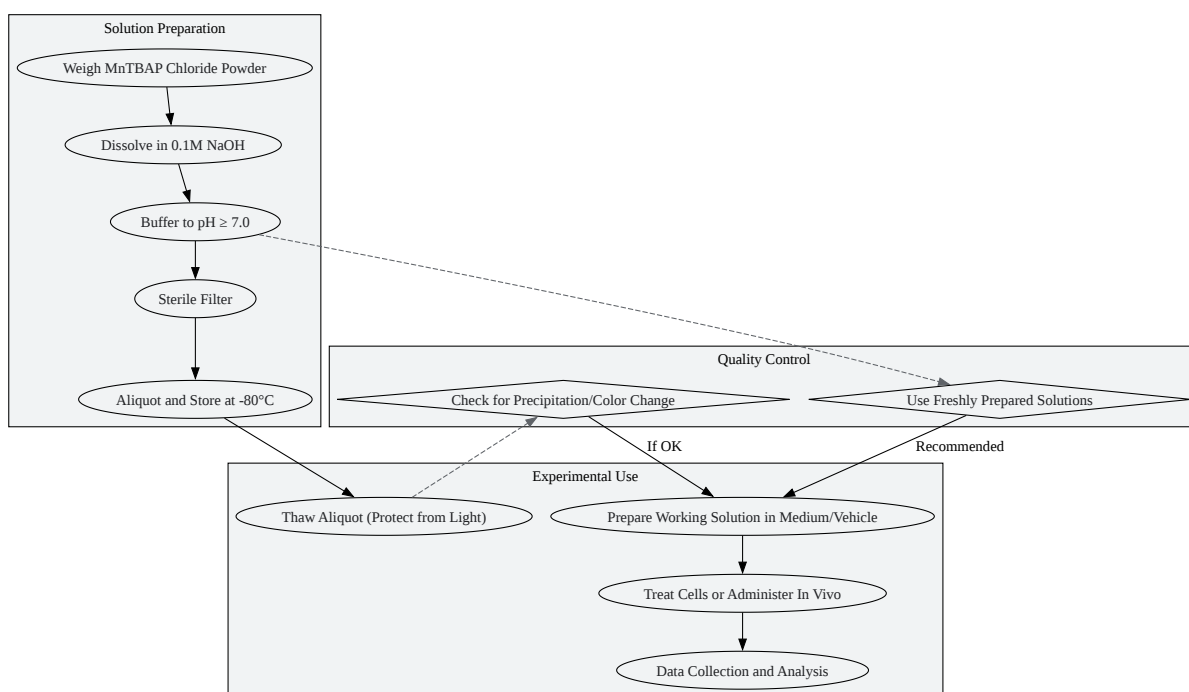 Solution Preparation
Weigh MnTBAP Chloride Powder
Dissolve in 0.1M NaOH
Buffer to pH ≥ 7.0
Sterile Filter
Aliquot and Store at -80°C
Quality Control
Check for Precipitation/Color Change
Use Freshly Prepared Solutions
If OK
Recommended
Experimental Use
Thaw Aliquot (Protect from Light)
Prepare Working Solution in Medium/Vehicle
Treat Cells or Administer In Vivo
Data Collection and Analysis